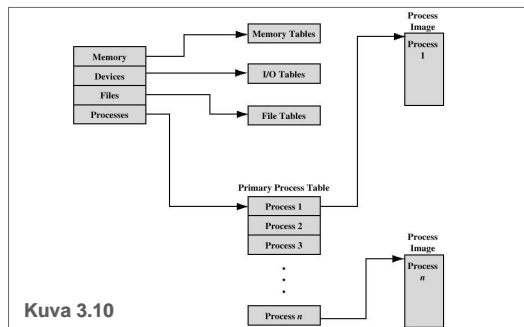 Memory
Devices
Files
Processes
Memory Tables
I/O Tables
File Tables
Primary Process Table
Process 1
Process 2
Process 3
Process n
Process
Image
Process
1
Process
Image
Process
n
Kuva 3.10